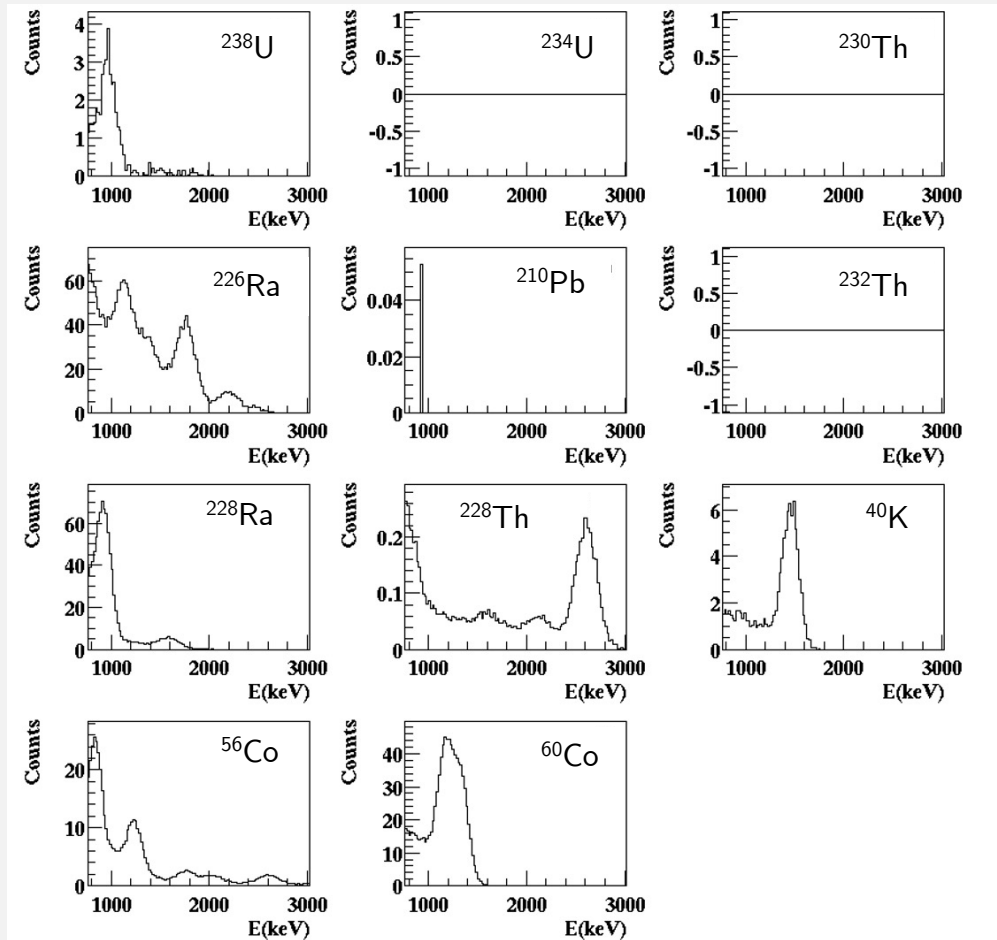 Counts
4
3
2
1
0
²³⁸U
1000 2000 3000
E(keV)
Counts
1
0.5
0
-0.5
-1
²³⁴U
1000 2000 3000
E(keV)
Counts
1
0.5
0
-0.5
-1
²³⁰Th
1000 2000 3000
E(keV)
Counts
60
40
20
0
²²⁶Ra
1000 2000 3000
E(keV)
Counts
0.04
0.02
0
²¹⁰Pb
1000 2000 3000
E(keV)
Counts
1
0.5
0
-0.5
-1
²³²Th
1000 2000 3000
E(keV)
Counts
60
40
20
0
²²⁸Ra
1000 2000 3000
E(keV)
Counts
0.2
0.1
0
²²⁸Th
1000 2000 3000
E(keV)
Counts
6
4
2
0
⁴⁰K
1000 2000 3000
E(keV)
Counts
20
10
0
⁵⁶Co
1000 2000 3000
E(keV)
Counts
40
30
20
10
0
⁶⁰Co
1000 2000 3000
E(keV)